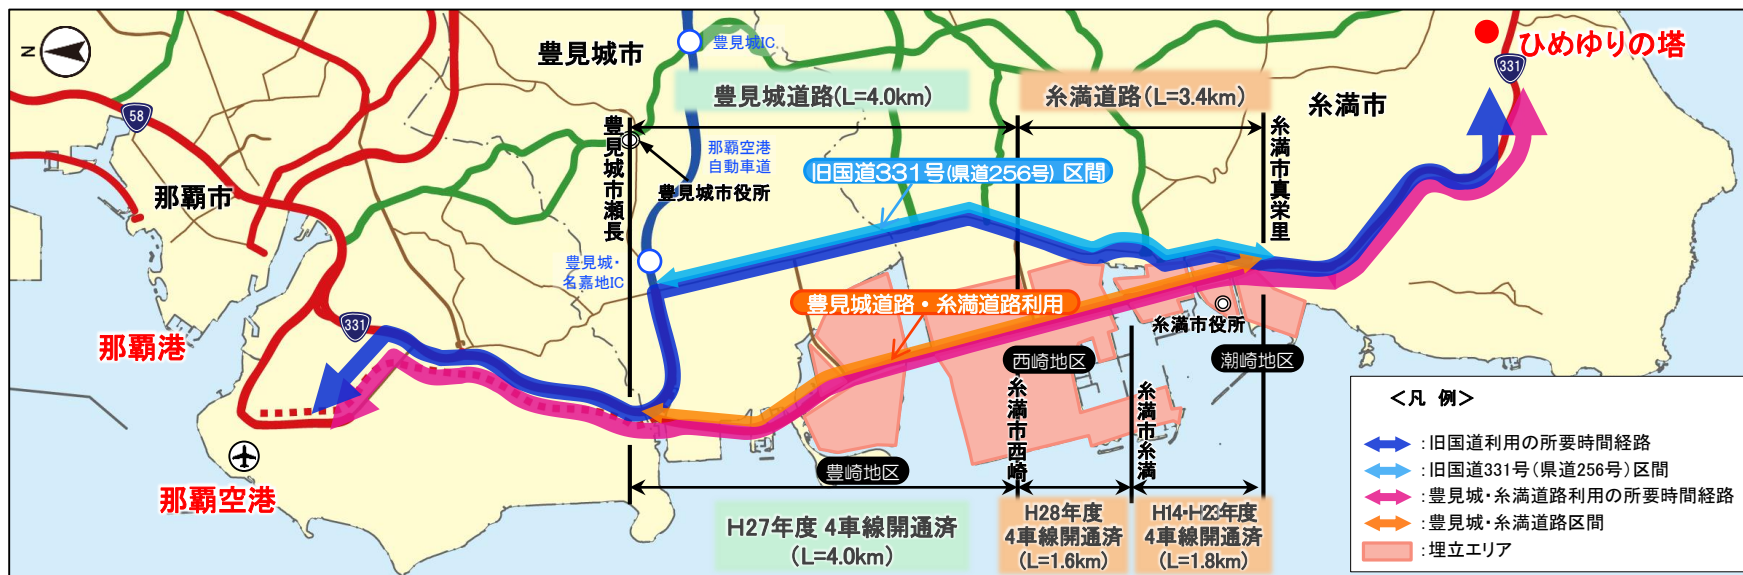 N
58
那覇市
那覇港
331
那覇空港
豊見城市
豊見城IC
豊見城道路(L=4.0km)
糸満道路(L=3.4km)
豊見城市瀬長
那覇空港
自動車道
豊見城市役所
豊見城・
名嘉地IC
旧国道331号(県道256号) 区間
豊見城道路・糸満道路利用
糸満市真栄里
糸満市
ひめゆりの塔
331
糸満市役所
西崎地区
潮崎地区
豊崎地区
糸満市西崎
糸満市糸満
H27年度 4車線開通済
(L=4.0km)
H28年度
4車線開通済
(L=1.6km)
H14・H23年度
4車線開通済
(L=1.8km)
<凡 例>
:旧国道利用の所要時間経路
:旧国道331号(県道256号)区間
:豊見城・糸満道路利用の所要時間経路
:豊見城・糸満道路区間
:埋立エリア